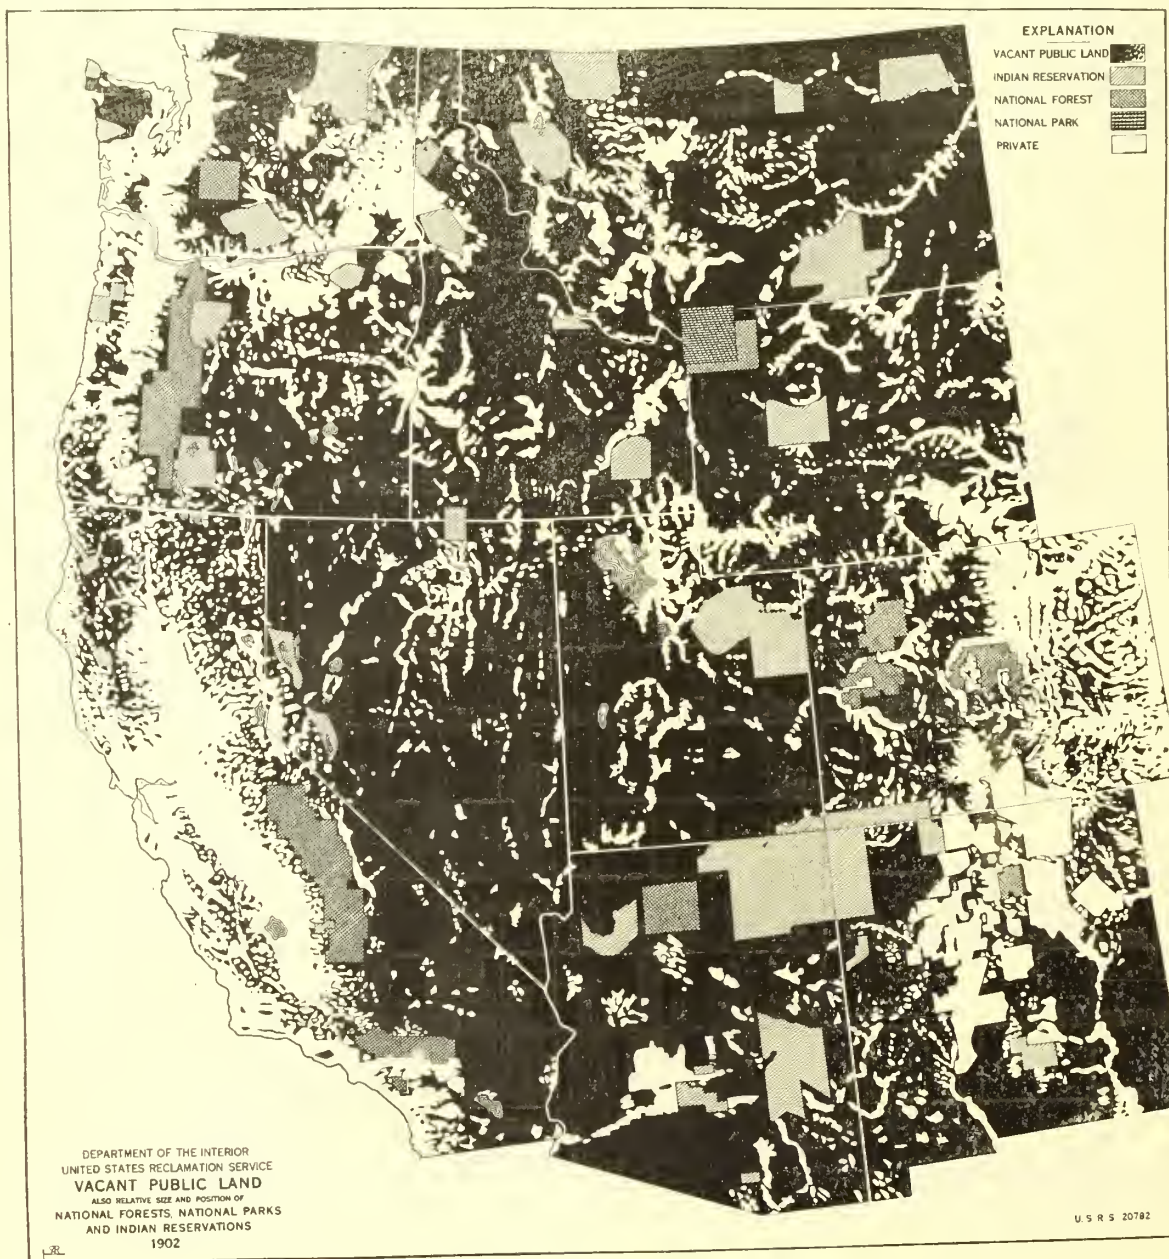 EXPLANATION
VACANT PUBLIC LAND
INDIAN RESERVATION
NATIONAL FOREST
NATIONAL PARK
PRIVATE
DEPARTMENT OF THE INTERIOR
UNITED STATES RECLAMATION SERVICE
VACANT PUBLIC LAND
ALSO RELATIVE SIZE AND POSITION OF
NATIONAL FORESTS, NATIONAL PARKS
AND INDIAN RESERVATIONS
1902
U. S R S 20782